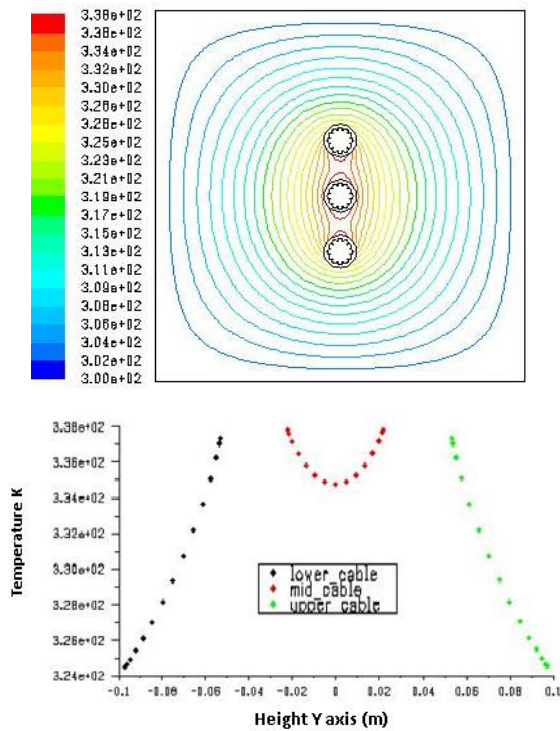 3.38e+02
3.36e+02
3.34e+02
3.32e+02
3.30e+02
3.28e+02
3.25e+02
3.23e+02
3.21e+02
3.19e+02
3.17e+02
3.15e+02
3.13e+02
3.11e+02
3.09e+02
3.08e+02
3.06e+02
3.04e+02
3.02e+02
3.00e+02
3.38e+02
3.36e+02
3.34e+02
3.32e+02
3.30e+02
3.28e+02
3.26e+02
3.24e+02
Temperature K
lower_cable
mid_cable
upper_cable
-0.1 -0.08 -0.06 -0.04 -0.02 0 0.02 0.04 0.06 0.08 0.1
Height Y axis (m)